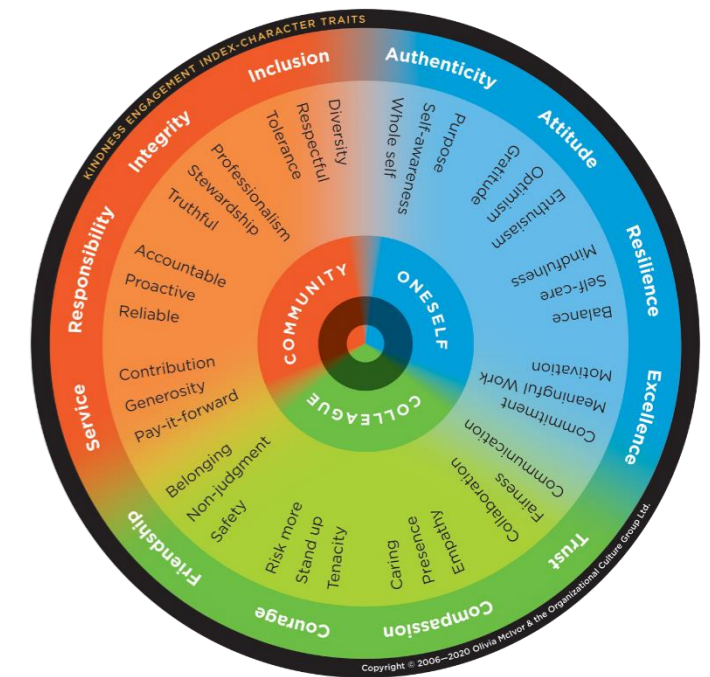 KINDNESS ENGAGEMENT INDEX-CHARACTER TRAITS
Inclusion
Authenticity
Attitude
Resilience
Excellence
Trust
Compassion
Courage
Friendship
Service
Responsibility
Integrity
Tolerance
Respectful
Diversity
Whole self
Self-awareness
Purpose
Gratitude
Optimism
Enthusiasm
Mindfulness
Self-care
Balance
Motivation
Meaningful Work
Commitment
Communication
Fairness
Collaboration
Empathy
Presence
Caring
Tenacity
Stand up
Risk more
Safety
Non-judgment
Belonging
Pay-it-forward
Generosity
Contribution
Reliable
Proactive
Accountable
Truthful
Stewardship
Professionalism
COMMUNITY
ONESELF
COLLEAGUE
Copyright © 2006—2020 Olivia McIvor & the Organizational Culture Group Ltd.